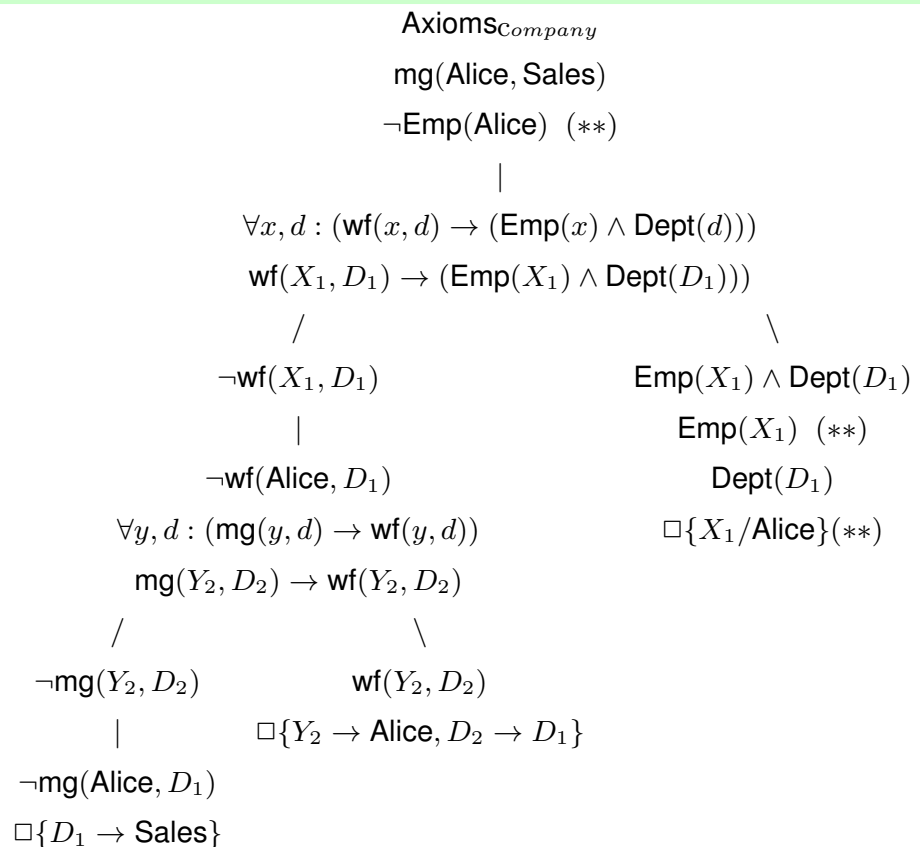 Axioms_Company
mg(Alice, Sales)
¬Emp(Alice) (∗∗)
|
∀x, d : (wf(x, d) → (Emp(x) ∧ Dept(d)))
wf(X₁, D₁) → (Emp(X₁) ∧ Dept(D₁)))
/ \
¬wf(X₁, D₁) Emp(X₁) ∧ Dept(D₁)
| Emp(X₁) (∗∗)
¬wf(Alice, D₁) Dept(D₁)
∀y, d : (mg(y, d) → wf(y, d)) □{X₁/Alice}(∗∗)
mg(Y₂, D₂) → wf(Y₂, D₂)
/ \
¬mg(Y₂, D₂) wf(Y₂, D₂)
| □{Y₂ → Alice, D₂ → D₁}
¬mg(Alice, D₁)
□{D₁ → Sales}